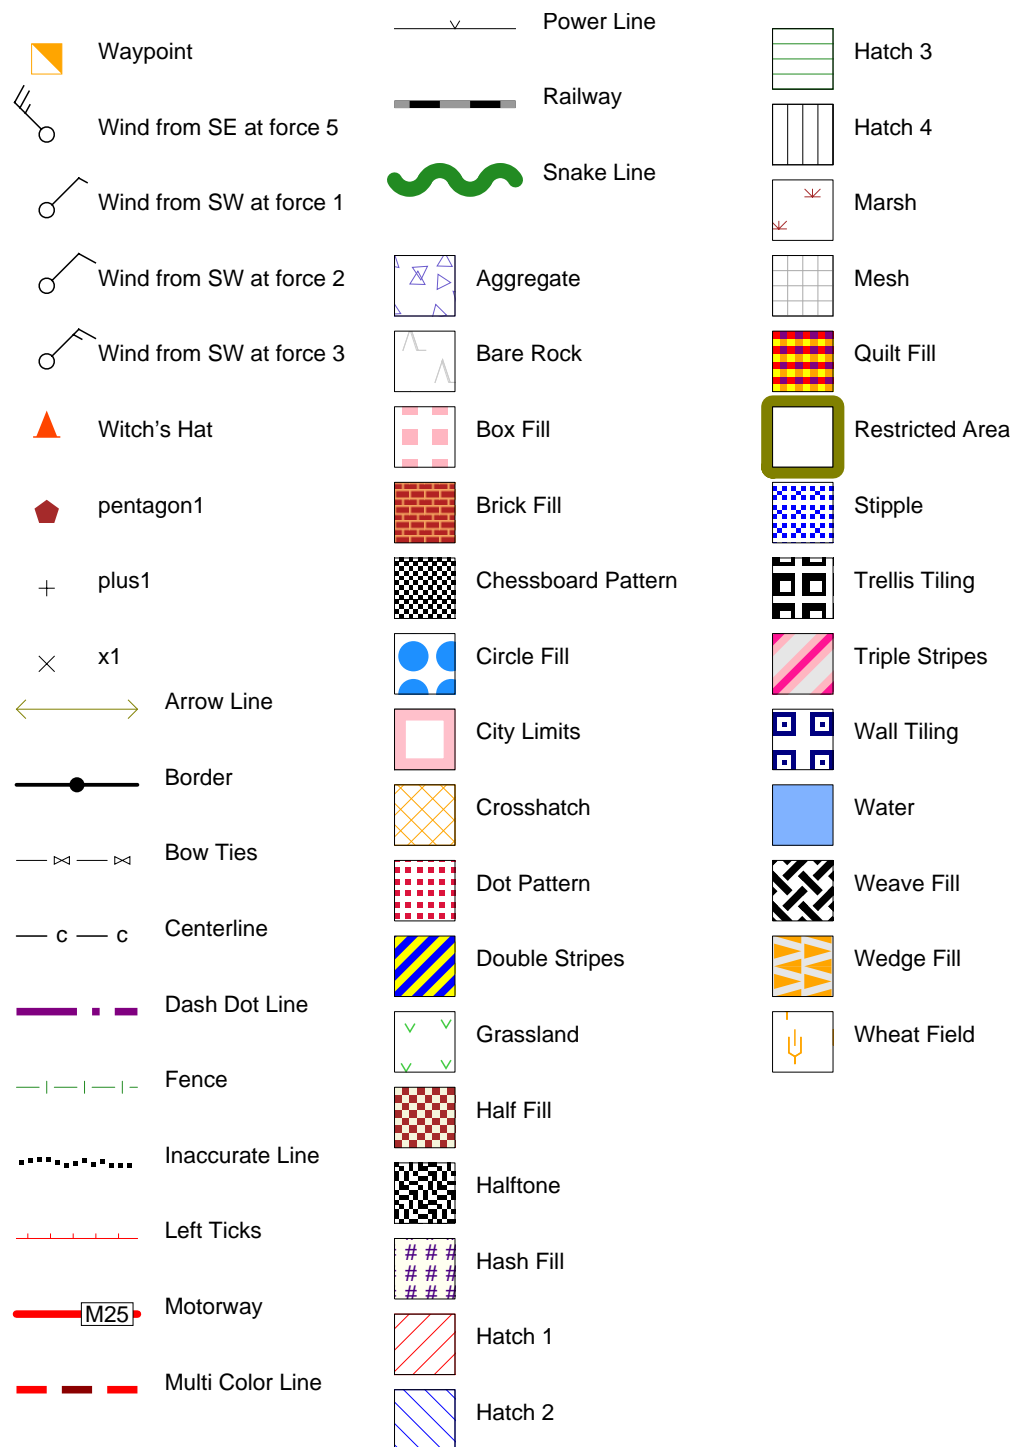 Waypoint
Wind from SE at force 5
Wind from SW at force 1
Wind from SW at force 2
Wind from SW at force 3
Witch's Hat
pentagon1
plus1
x1
Arrow Line
Border
Bow Ties
C C Centerline
Dash Dot Line
Fence
Inaccurate Line
Left Ticks
M25 Motorway
Multi Color Line
Power Line
Railway
Snake Line
Aggregate
Bare Rock
Box Fill
Brick Fill
Chessboard Pattern
Circle Fill
City Limits
Crosshatch
Dot Pattern
Double Stripes
Grassland
Half Fill
Halftone
# # #
# # # Hash Fill
# # #
Hatch 1
Hatch 2
Hatch 3
Hatch 4
Marsh
Mesh
Quilt Fill
Restricted Area
Stipple
Trellis Tiling
Triple Stripes
Wall Tiling
Water
Weave Fill
Wedge Fill
Wheat Field